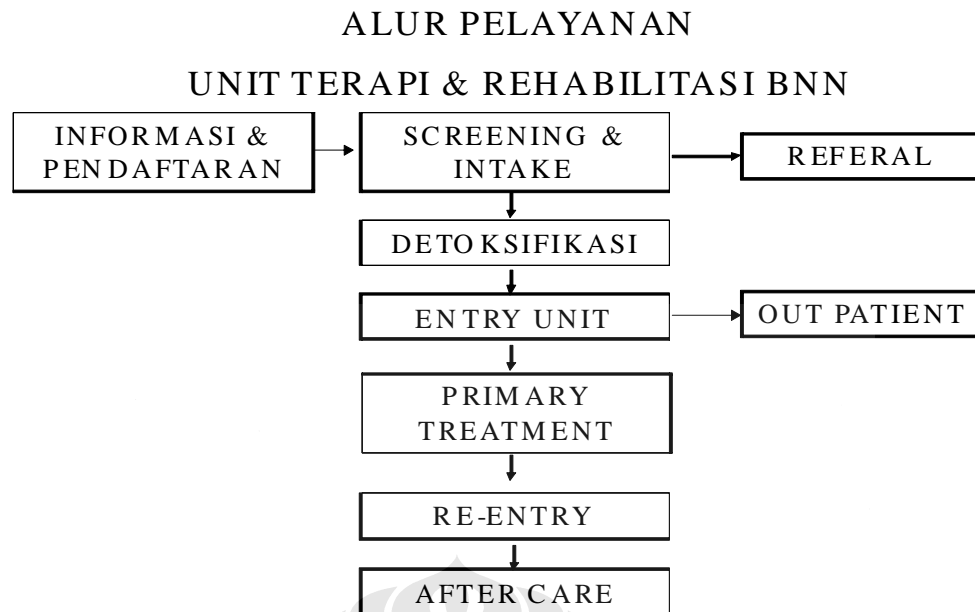 ALUR PELAYANAN
UNIT TERAPI & REHABILITASI BNN
INFORMASI &
PENDAFTARAN
SCREENING &
INTAKE
REFERAL
DETOKSIFIKASI
ENTRY UNIT
OUT PATIENT
PRIMARY
TREATMENT
RE-ENTRY
AFTER CARE